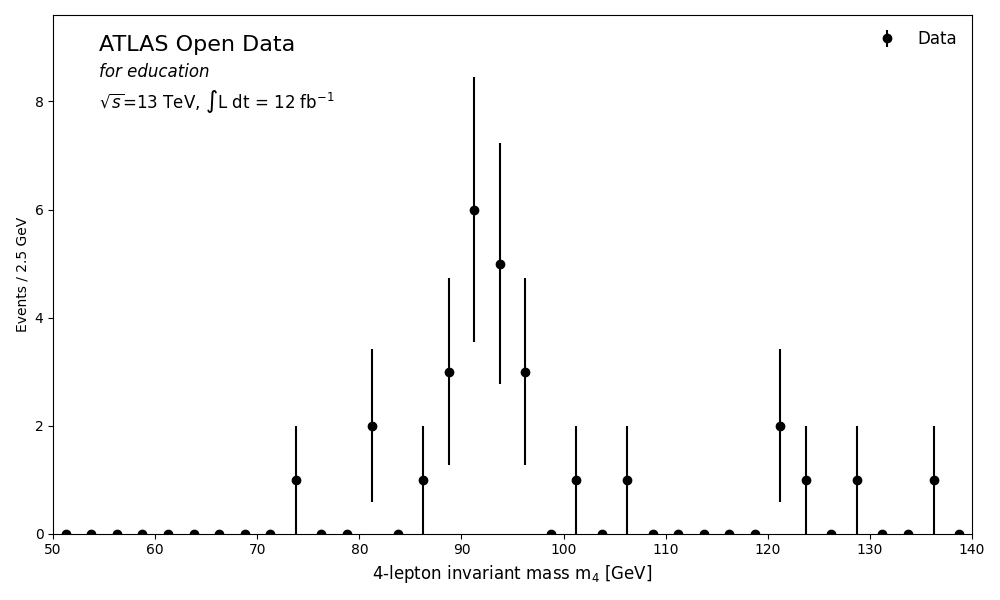 ATLAS Open Data
for education
√s=13 TeV, ∫L dt = 12 fb⁻¹
Data
Events / 2.5 GeV
8
6
4
2
0
50 60 70 80 90 100 110 120 130 140
4-lepton invariant mass m₄ [GeV]